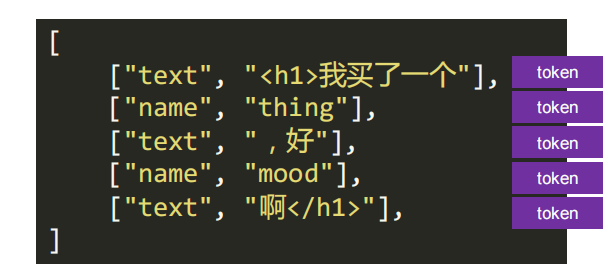 [
["text", "<h1>我买了一个"], token
["name", "thing"], token
["text", "，好"], token
["name", "mood"], token
["text", "啊</h1>"], token
]